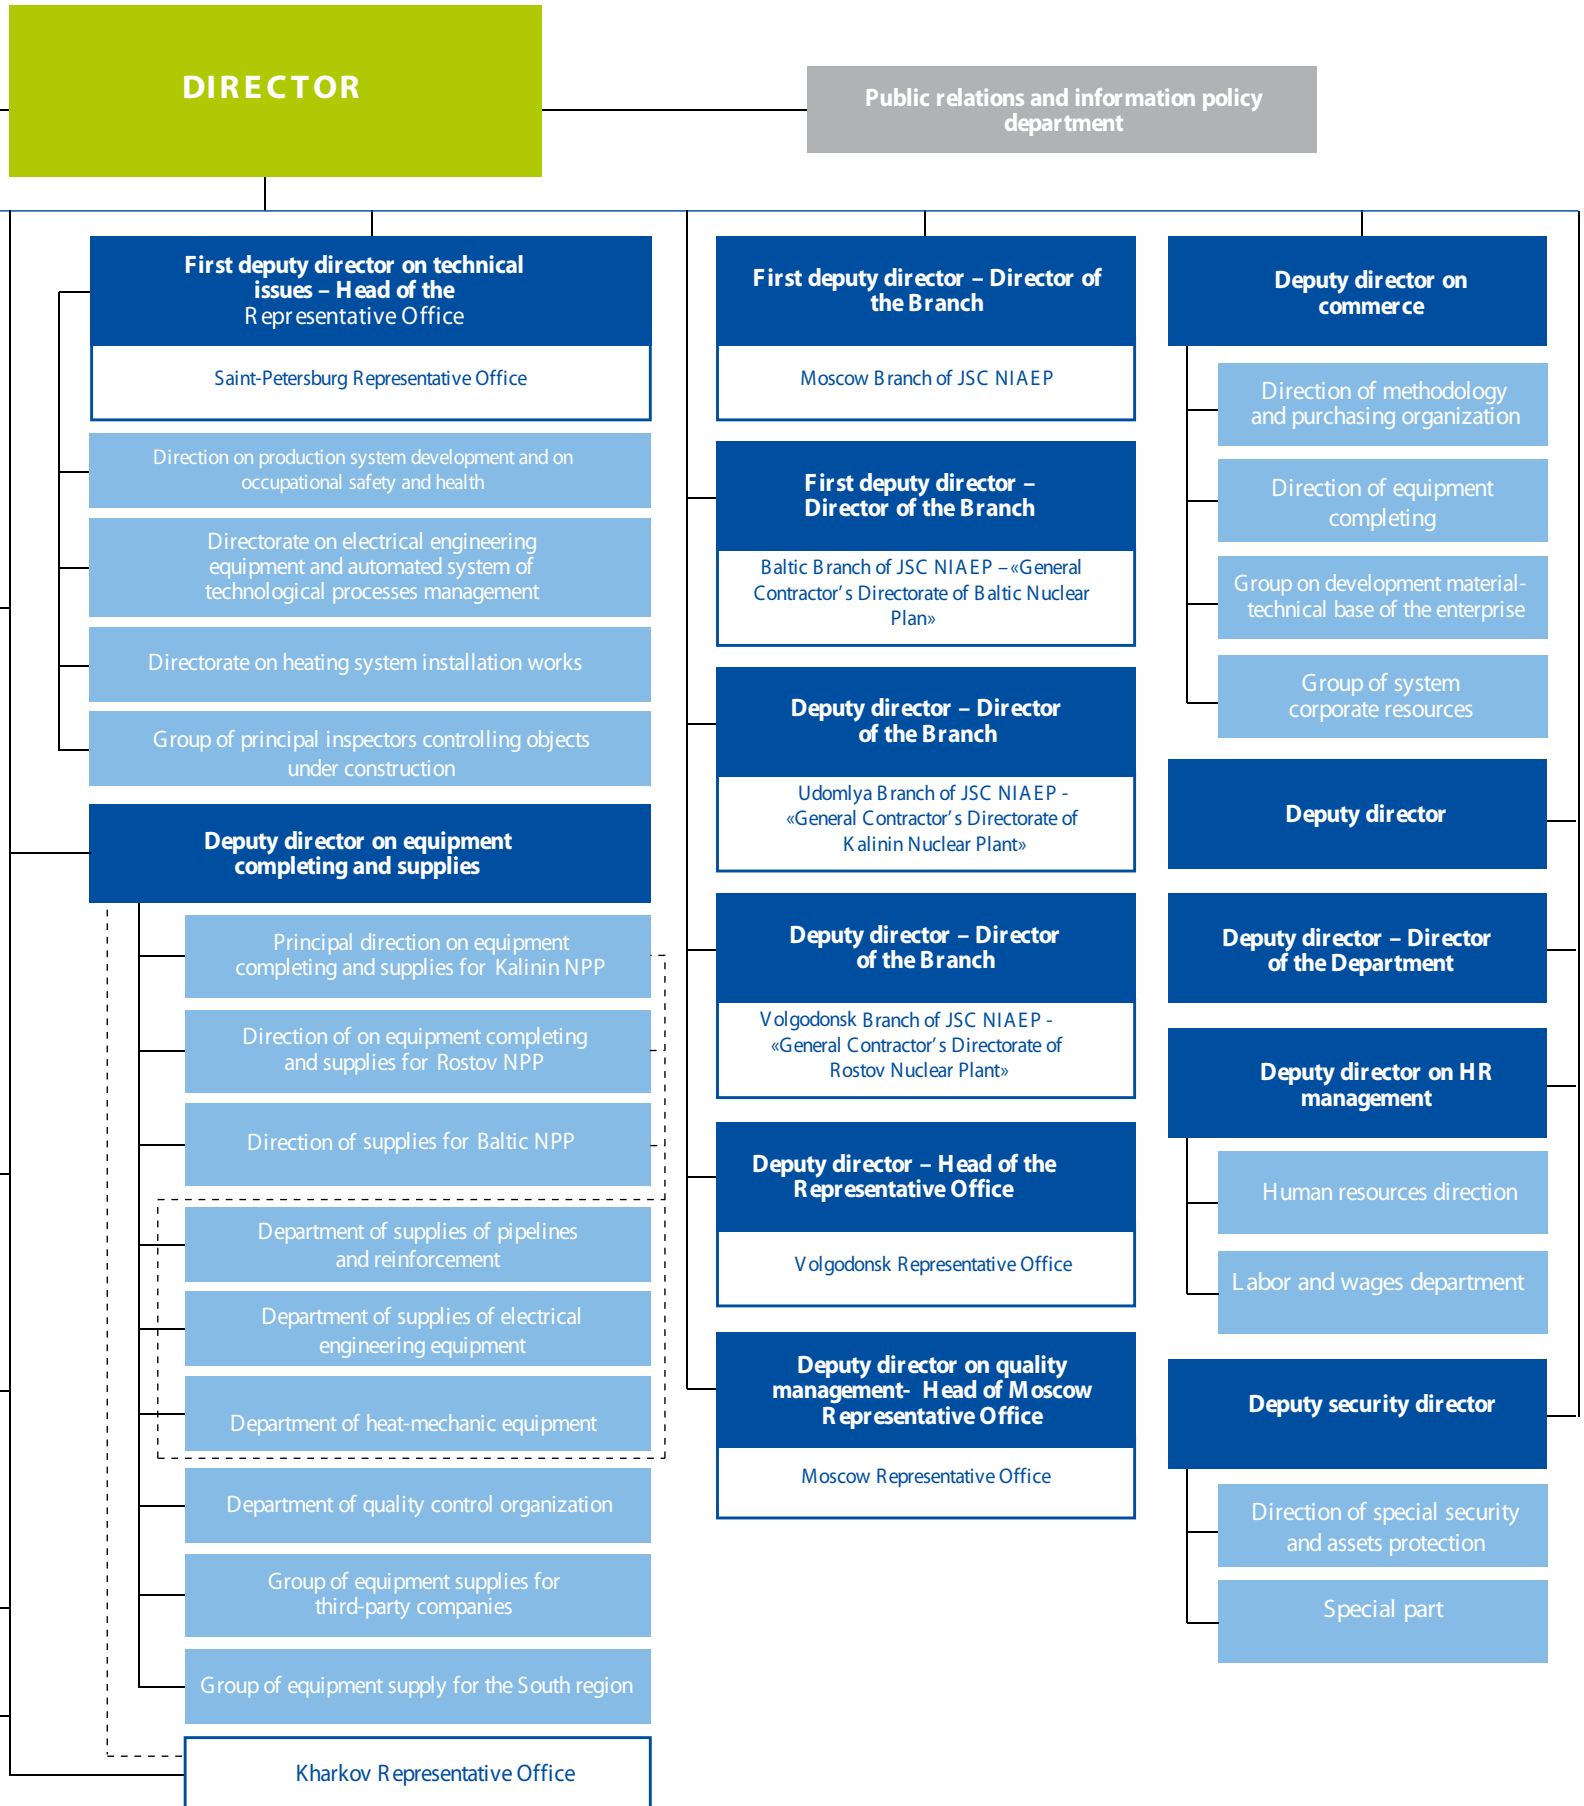 DIRECTOR
Public relations and information policy
department
First deputy director on technical
issues – Head of the
Representative Office
Saint-Petersburg Representative Office
Direction on production system development and on
occupational safety and health
Directorate on electrical engineering
equipment and automated system of
technological processes management
Directorate on heating system installation works
Group of principal inspectors controlling objects
under construction
Deputy director on equipment
completing and supplies
Principal direction on equipment
completing and supplies for Kalinin NPP
Direction of on equipment completing
and supplies for Rostov NPP
Direction of supplies for Baltic NPP
Department of supplies of pipelines
and reinforcement
Department of supplies of electrical
engineering equipment
Department of heat-mechanic equipment
Department of quality control organization
Group of equipment supplies for
third-party companies
Group of equipment supply for the South region
Kharkov Representative Office
First deputy director – Director of
the Branch
Moscow Branch of JSC NIAEP
First deputy director –
Director of the Branch
Baltic Branch of JSC NIAEP –«General
Contractor’s Directorate of Baltic Nuclear
Plan»
Deputy director – Director
of the Branch
Udomlya Branch of JSC NIAEP -
«General Contractor’s Directorate of
Kalinin Nuclear Plant»
Deputy director – Director
of the Branch
Volgodonsk Branch of JSC NIAEP -
«General Contractor’s Directorate of
Rostov Nuclear Plant»
Deputy director – Head of the
Representative Office
Volgodonsk Representative Office
Deputy director on quality
management- Head of Moscow
Representative Office
Moscow Representative Office
Deputy director on
commerce
Direction of methodology
and purchasing organization
Direction of equipment
completing
Group on development material-
technical base of the enterprise
Group of system
corporate resources
Deputy director
Deputy director – Director
of the Department
Deputy director on HR
management
Human resources direction
Labor and wages department
Deputy security director
Direction of special security
and assets protection
Special part